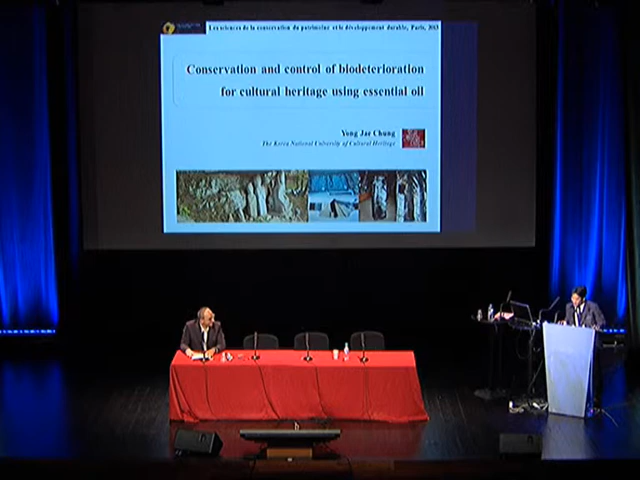 Les sciences de la conservation du patrimoine et le développement durable, Paris, 2013
Conservation and control of biodeterioration
for cultural heritage using essential oil
Yong Jae Chung
The Korea National University of Cultural Heritage